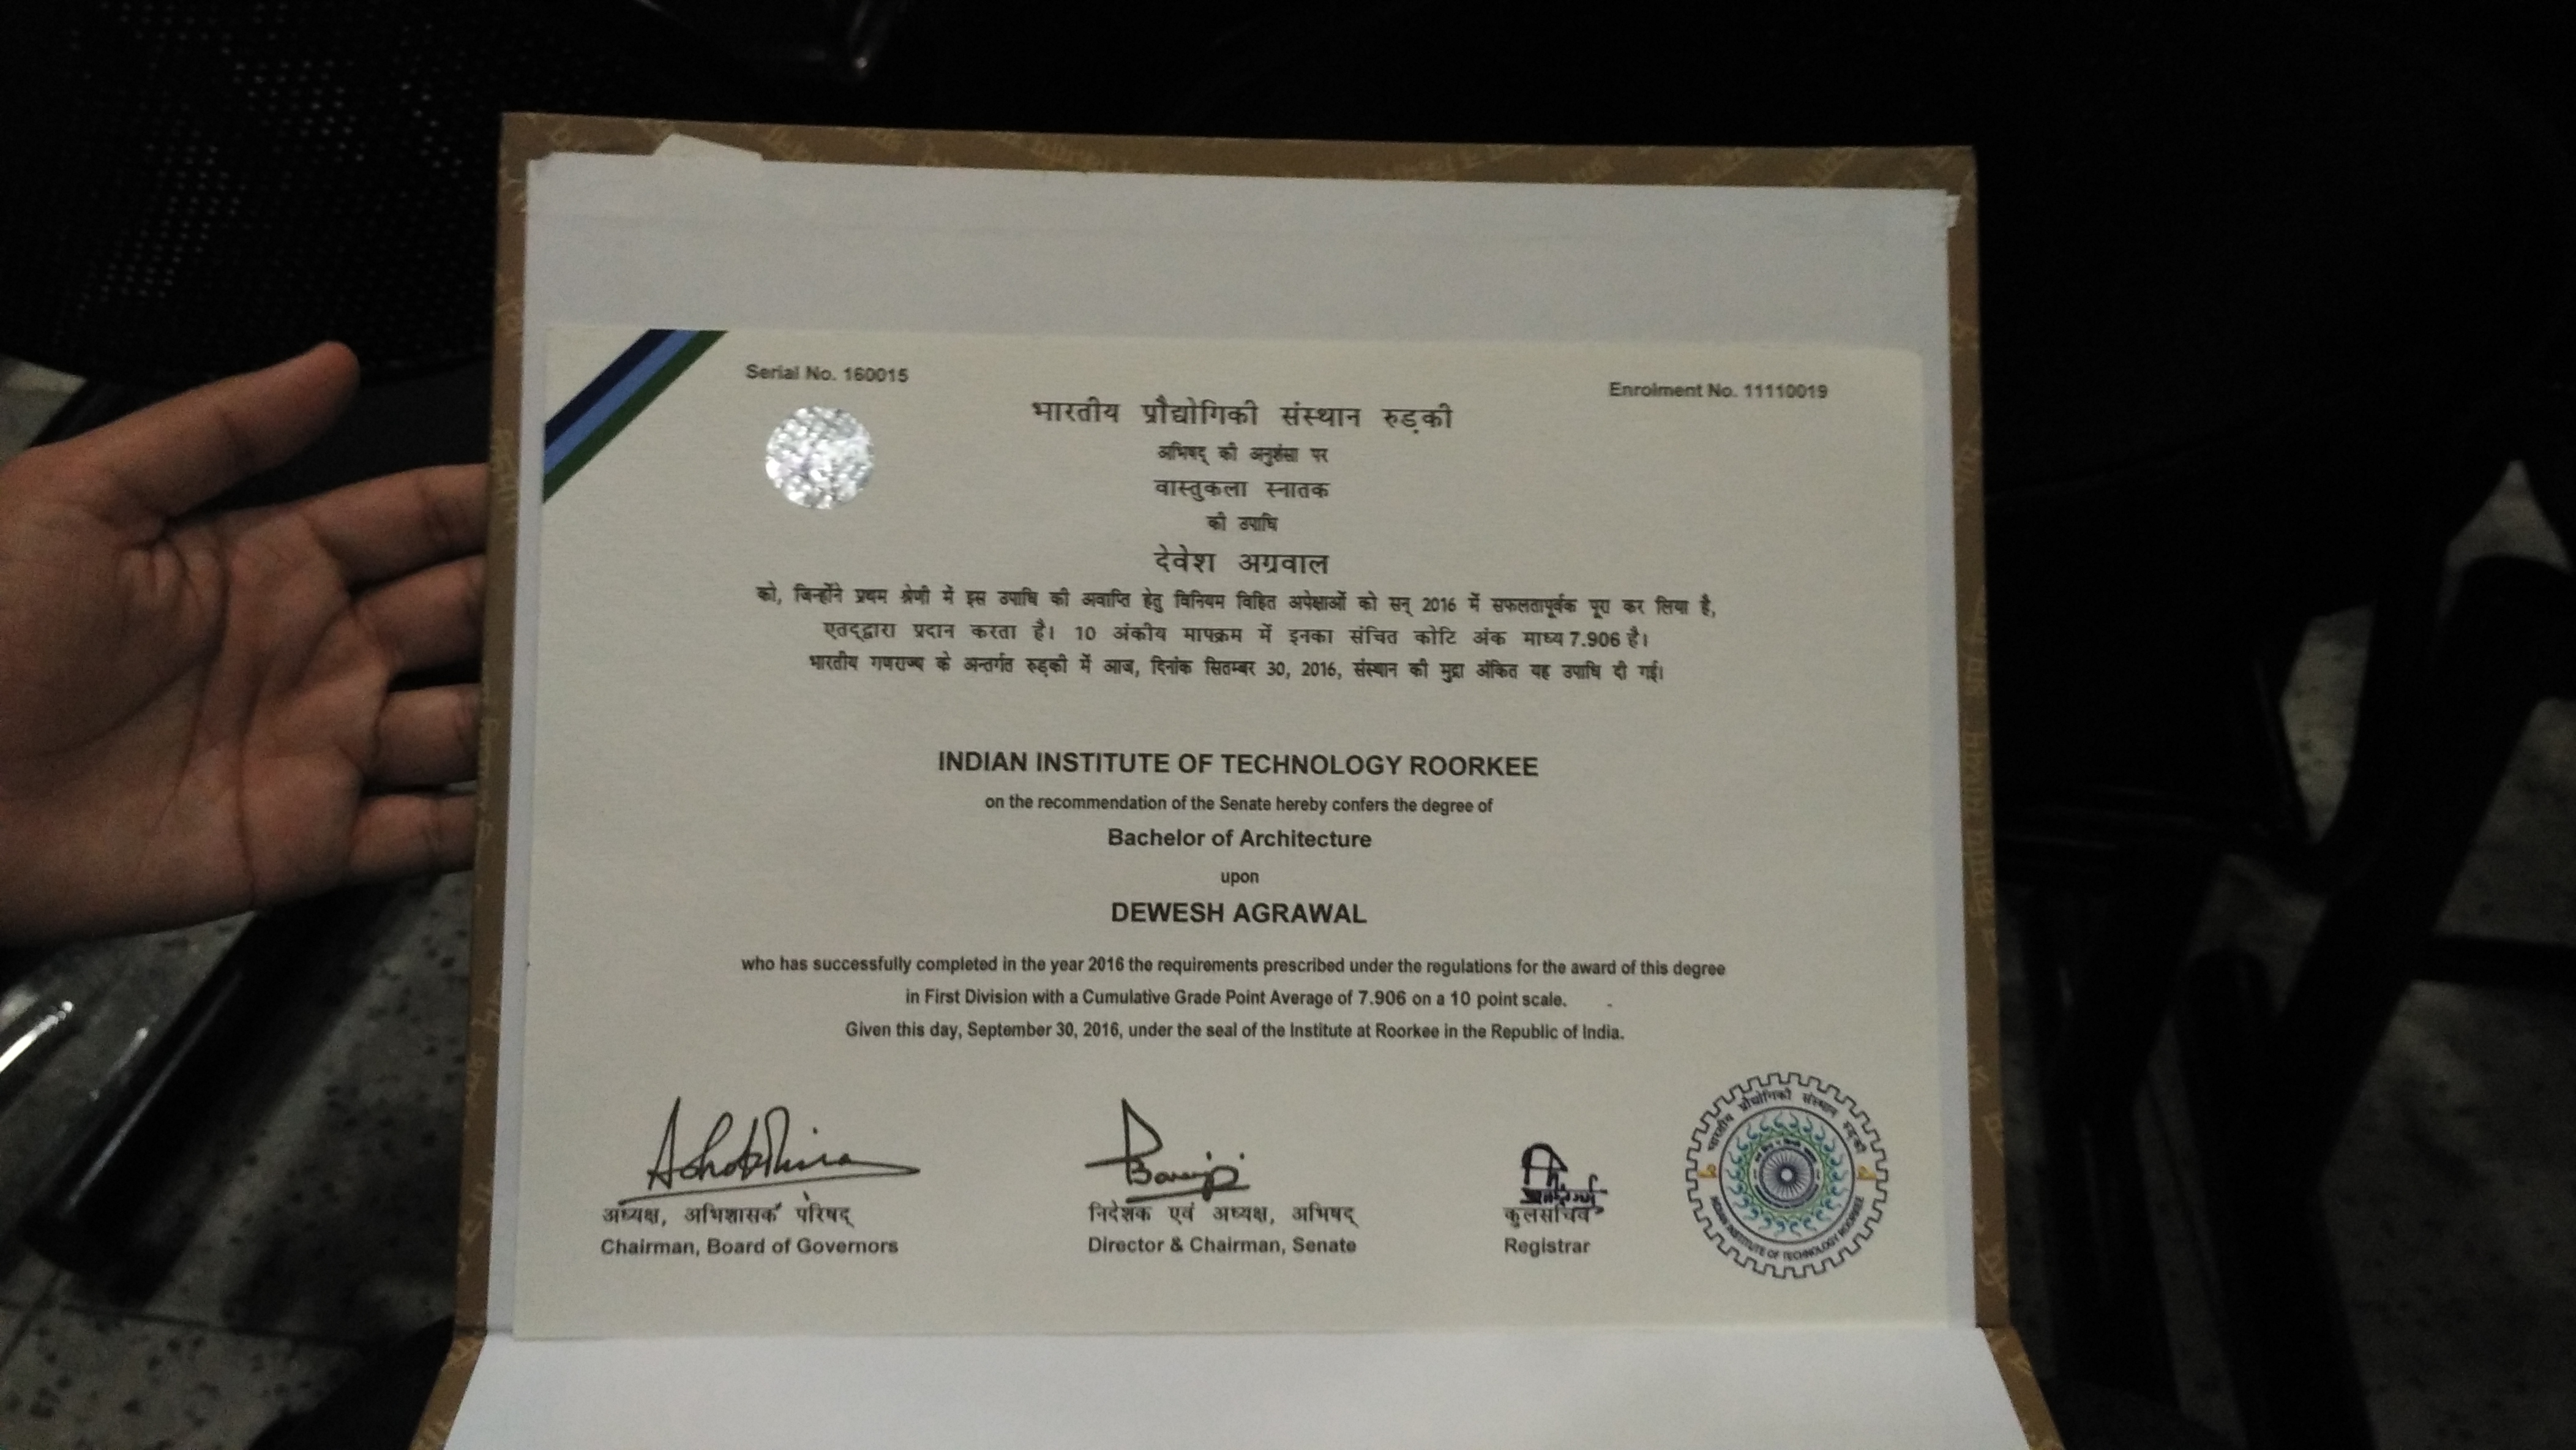 Serial No. 160015
Enrolment No. 11110019
भारतीय प्रौद्योगिकी संस्थान रुड़की
अभिषद् की अनुशंसा पर
वास्तुकला स्नातक
की उपाधि
देवेश अग्रवाल
को, जिन्होंने प्रथम श्रेणी में इस उपाधि की अवाप्ति हेतु विनियम विहित अपेक्षाओं को सन् 2016 में सफलतापूर्वक पूरा कर लिया है,
एतद्द्वारा प्रदान करता है। 10 अंकीय मापक्रम में इनका संचित कोटि अंक माध्य 7.906 है।
भारतीय गणराज्य के अन्तर्गत रुड़की में आज, दिनांक सितम्बर 30, 2016, संस्थान की मुद्रा अंकित यह उपाधि दी गई।
INDIAN INSTITUTE OF TECHNOLOGY ROORKEE
on the recommendation of the Senate hereby confers the degree of
Bachelor of Architecture
upon
DEWESH AGRAWAL
who has successfully completed in the year 2016 the requirements prescribed under the regulations for the award of this degree
in First Division with a Cumulative Grade Point Average of 7.906 on a 10 point scale.
Given this day, September 30, 2016, under the seal of the Institute at Roorkee in the Republic of India.
अध्यक्ष, अभिशासक परिषद्
Chairman, Board of Governors
निदेशक एवं अध्यक्ष, अभिषद्
Director & Chairman, Senate
कुलसचिव
Registrar
भारतीय प्रौद्योगिकी संस्थान रुड़की
INDIAN INSTITUTE OF TECHNOLOGY ROORKEE